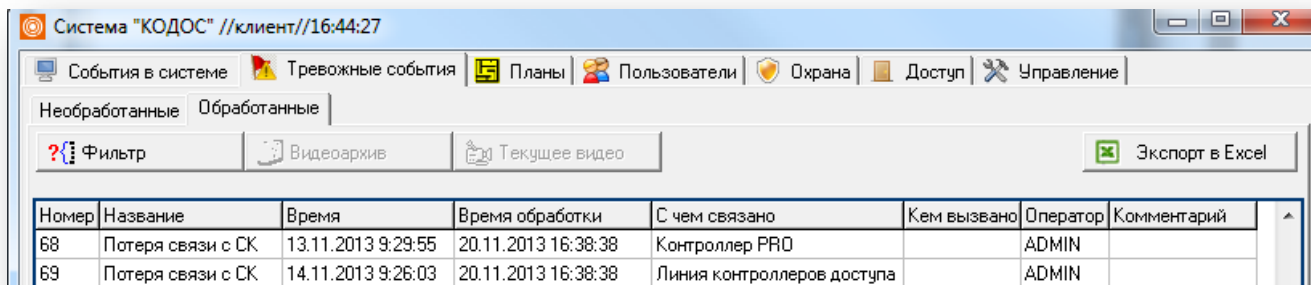 Система "КОДОС" //клиент//16:44:27
События в системе Тревожные события Планы Пользователи Охрана Доступ Управление
Необработанные Обработанные
?{ Фильтр Видеоархив Текущее видео Экспорт в Excel
Номер Название Время Время обработки С чем связано Кем вызвано Оператор Комментарий
68 Потеря связи с СК 13.11.2013 9:29:55 20.11.2013 16:38:38 Контроллер PRO ADMIN
69 Потеря связи с СК 14.11.2013 9:26:03 20.11.2013 16:38:38 Линия контроллеров доступа ADMIN